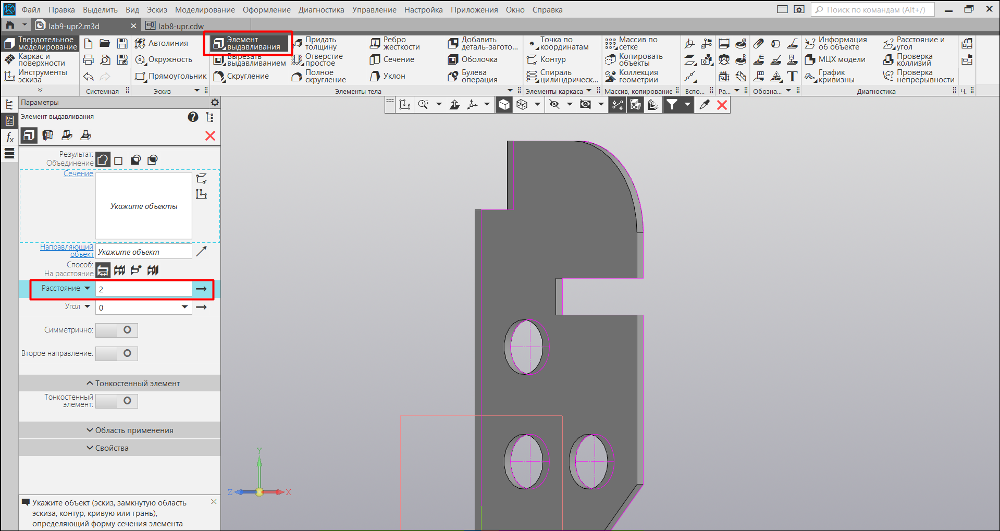 Файл Правка Выделить Вид Эскиз Моделирование Оформление Диагностика Управление Настройка Приложения Окно Справка Поиск по командам (Alt+/)
lab9-upr2.m3d lab8-upr.cdw
Твердотельное моделирование
Каркас и поверхности
Инструменты эскиза
Системная
Автолиния
Окружность
Прямоугольник
Эскиз
Элемент выдавливания
Вырезать выдавливанием
Скругление
Придать толщину
Отверстие простое
Полное скругление
Ребро жесткости
Сечение
Уклон
Добавить деталь-загото...
Оболочка
Булева операция
Элементы тела
Точка по координатам
Контур
Спираль цилиндрическ...
Элементы каркаса
Массив по сетке
Копировать объекты
Коллекция геометрии
Массив, копирование
Вспо...
Ра...
Обозна...
Информация об объекте
МЦХ модели
График кривизны
Расстояние и угол
Проверка коллизий
Проверка непрерывности
Диагностика
Ч.
Параметры
Элемент выдавливания
Результат:
Объединение
Сечение
Укажите объекты
Направляющий объект
Укажите объект
Способ:
На расстояние
Расстояние 2
Угол 0
Симметрично:
Второе направление:
Тонкостенный элемент
Тонкостенный элемент:
Область применения
Свойства
Укажите объект (эскиз, замкнутую область
эскиза, контур, кривую или грань),
определяющий форму сечения элемента
Y
Z X